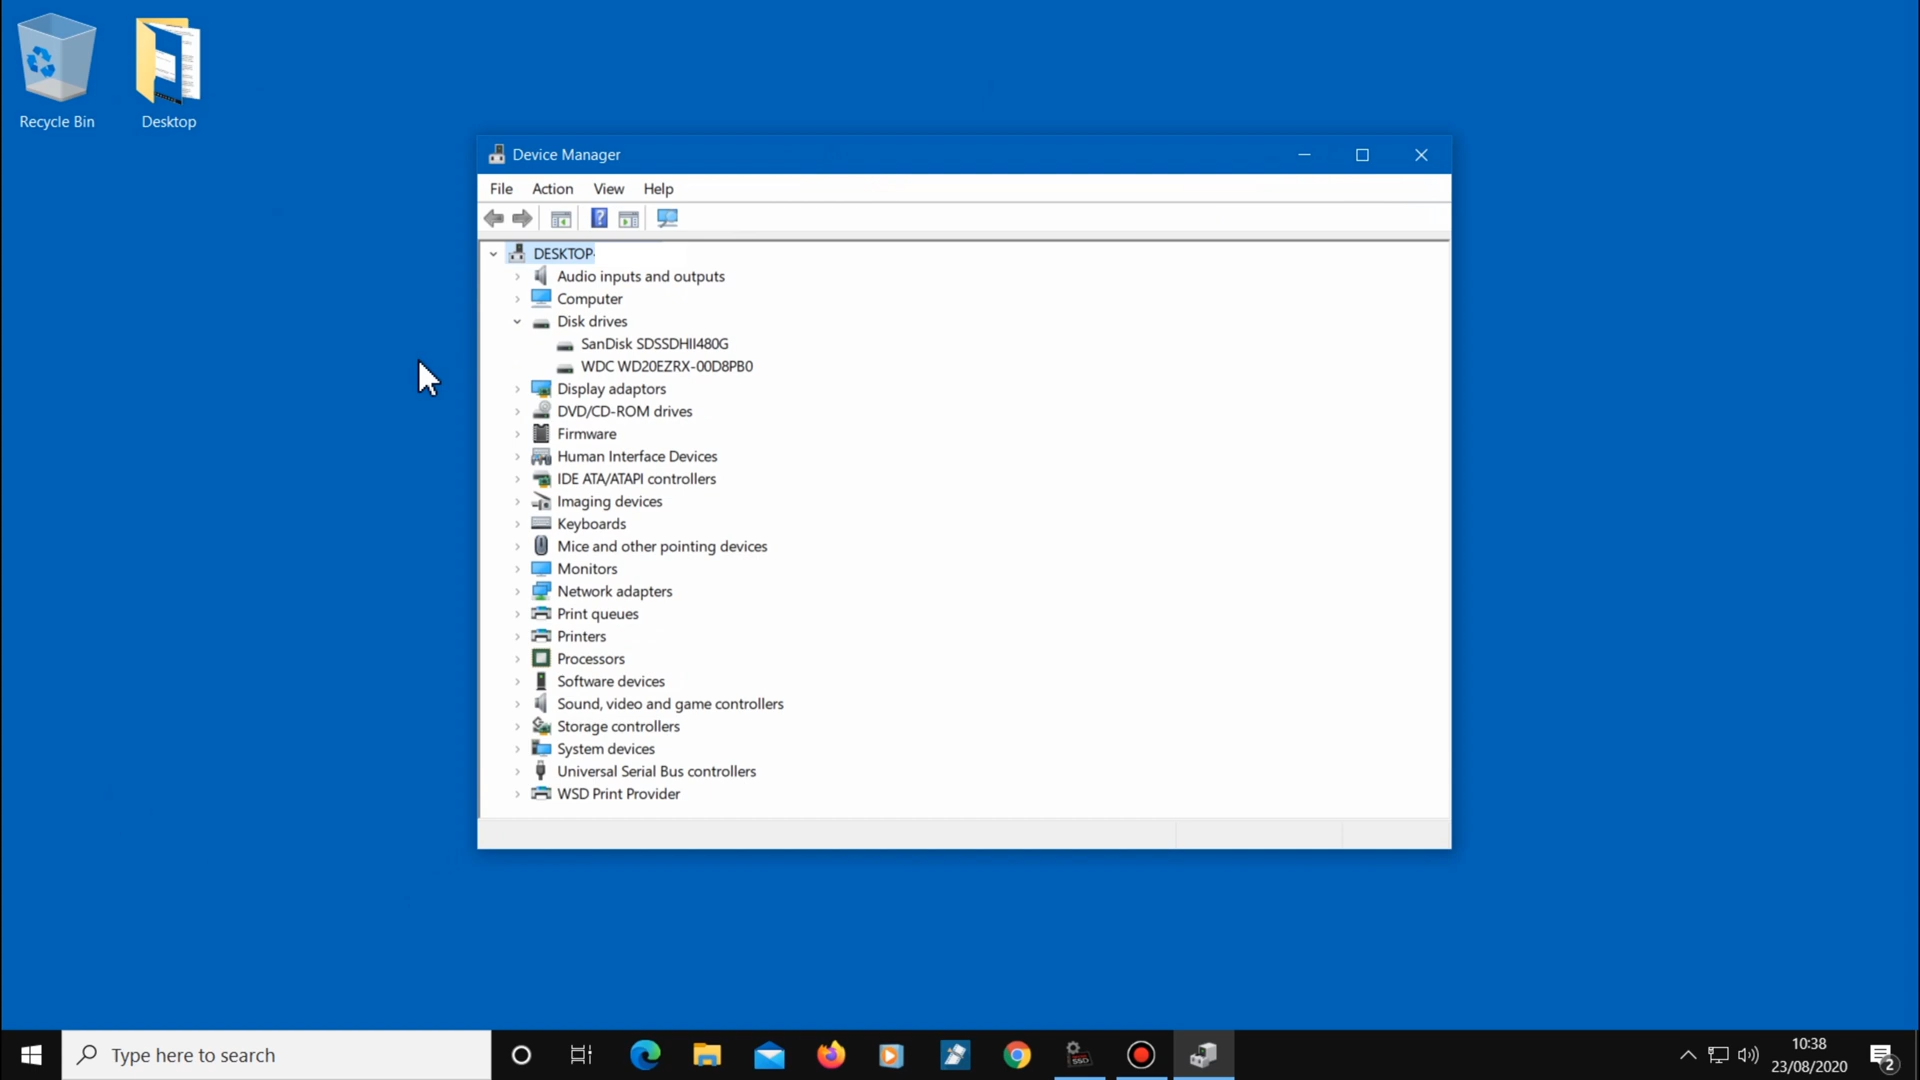 Recycle Bin
Desktop
Device Manager
File Action View Help
DESKTOP-
Audio inputs and outputs
Computer
Disk drives
SanDisk SDSSDHII480G
WDC WD20EZRX-00D8PB0
Display adaptors
DVD/CD-ROM drives
Firmware
Human Interface Devices
IDE ATA/ATAPI controllers
Imaging devices
Keyboards
Mice and other pointing devices
Monitors
Network adapters
Print queues
Printers
Processors
Software devices
Sound, video and game controllers
Storage controllers
System devices
Universal Serial Bus controllers
WSD Print Provider
Type here to search
SSD
10:38
23/08/2020
2